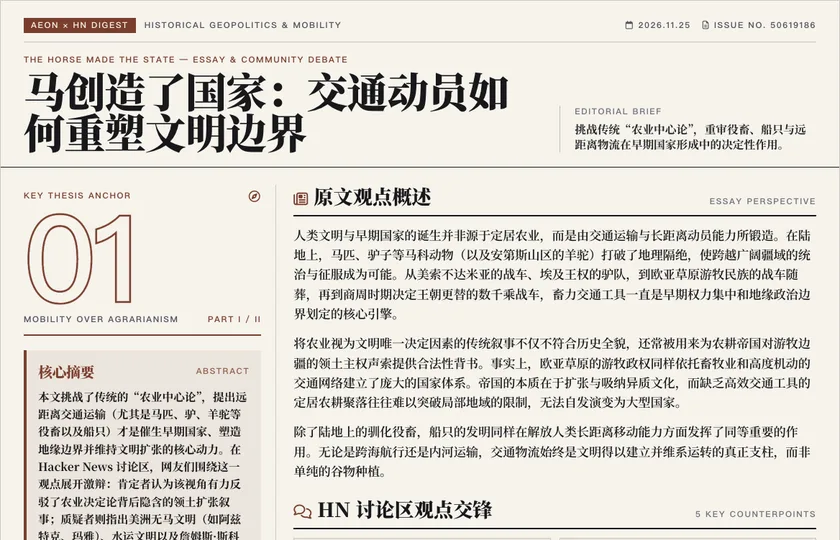 AEON × HN DIGEST HISTORICAL GEOPOLITICS & MOBILITY
2026.11.25 ISSUE NO. 50619186
THE HORSE MADE THE STATE — ESSAY & COMMUNITY DEBATE
马创造了国家：交通动员如
何重塑文明边界
EDITORIAL BRIEF
挑战传统“农业中心论”，重审役畜、船只与远
距离物流在早期国家形成中的决定性作用。
KEY THESIS ANCHOR
01
MOBILITY OVER AGRARIANISM PART I / II
核心摘要 ABSTRACT
本文挑战了传统的“农业中心论”，提出远
距离交通运输（尤其是马匹、驴、羊驼等
役畜以及船只）才是催生早期国家、塑造
地缘边界并维持文明扩张的核心动力。在
Hacker News 讨论区，网友们围绕这一
观点展开激辩：肯定者认为该视角有力反
驳了农业决定论背后隐含的领土扩张叙
事；质疑者则指出美洲无马文明（如阿兹
特克、玛雅）、水运文明以及詹姆斯·斯科
原文观点概述 ESSAY PERSPECTIVE
人类文明与早期国家的诞生并非源于定居农业，而是由交通运输与长距离动员能力所锻造。在陆
地上，马匹、驴子等马科动物（以及安第斯山区的羊驼）打破了地理隔绝，使跨越广阔疆域的统
治与征服成为可能。从美索不达米亚的战车、埃及王权的驴队，到欧亚草原游牧民族的战车随
葬，再到商周时期决定王朝更替的数千乘战车，畜力交通工具一直是早期权力集中和地缘政治边
界划定的核心引擎。
将农业视为文明唯一决定因素的传统叙事不仅不符合历史全貌，还常被用来为农耕帝国对游牧边
疆的领土主权声索提供合法性背书。事实上，欧亚草原的游牧政权同样依托畜牧业和高度机动的
交通网络建立了庞大的国家体系。帝国的本质在于扩张与吸纳异质文化，而缺乏高效交通工具的
定居农耕聚落往往难以突破局部地域的限制，无法自发演变为大型国家。
除了陆地上的驯化役畜，船只的发明同样在解放人类长距离移动能力方面发挥了同等重要的作
用。无论是跨海航行还是内河运输，交通物流始终是文明得以建立并维系运转的真正支柱，而非
单纯的谷物种植。
HN 讨论区观点交锋 5 KEY COUNTERPOINTS